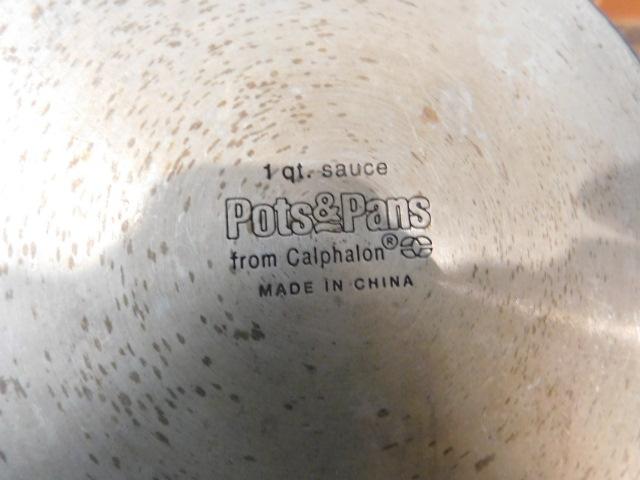 1 qt. sauce
Pots&Pans
from Calphalon®
MADE IN CHINA